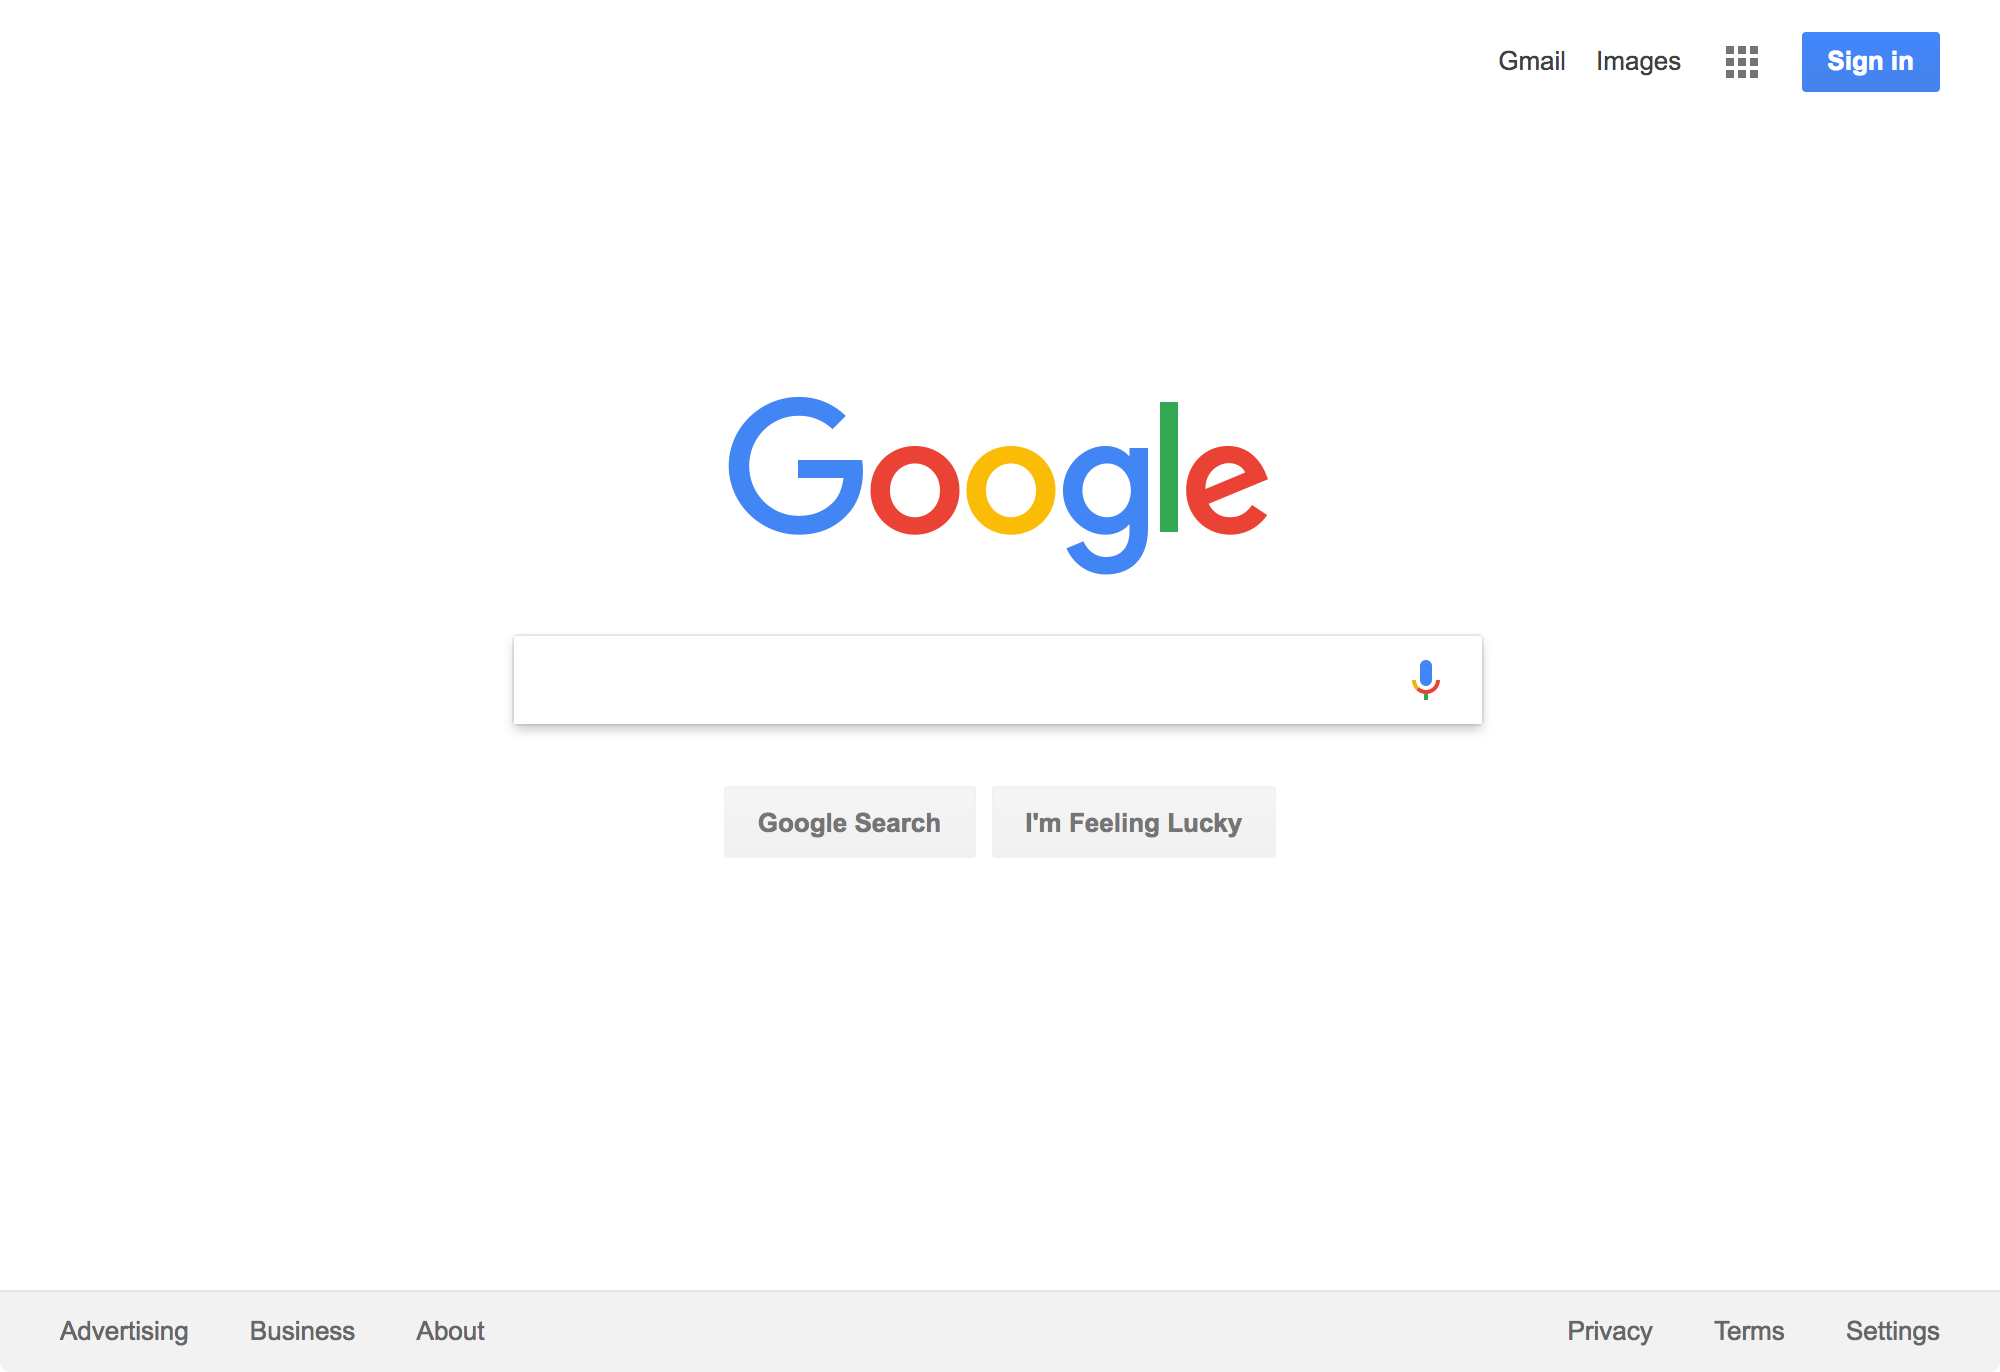 Gmail Images Sign in
Google
Google Search I'm Feeling Lucky
Advertising Business About Privacy Terms Settings